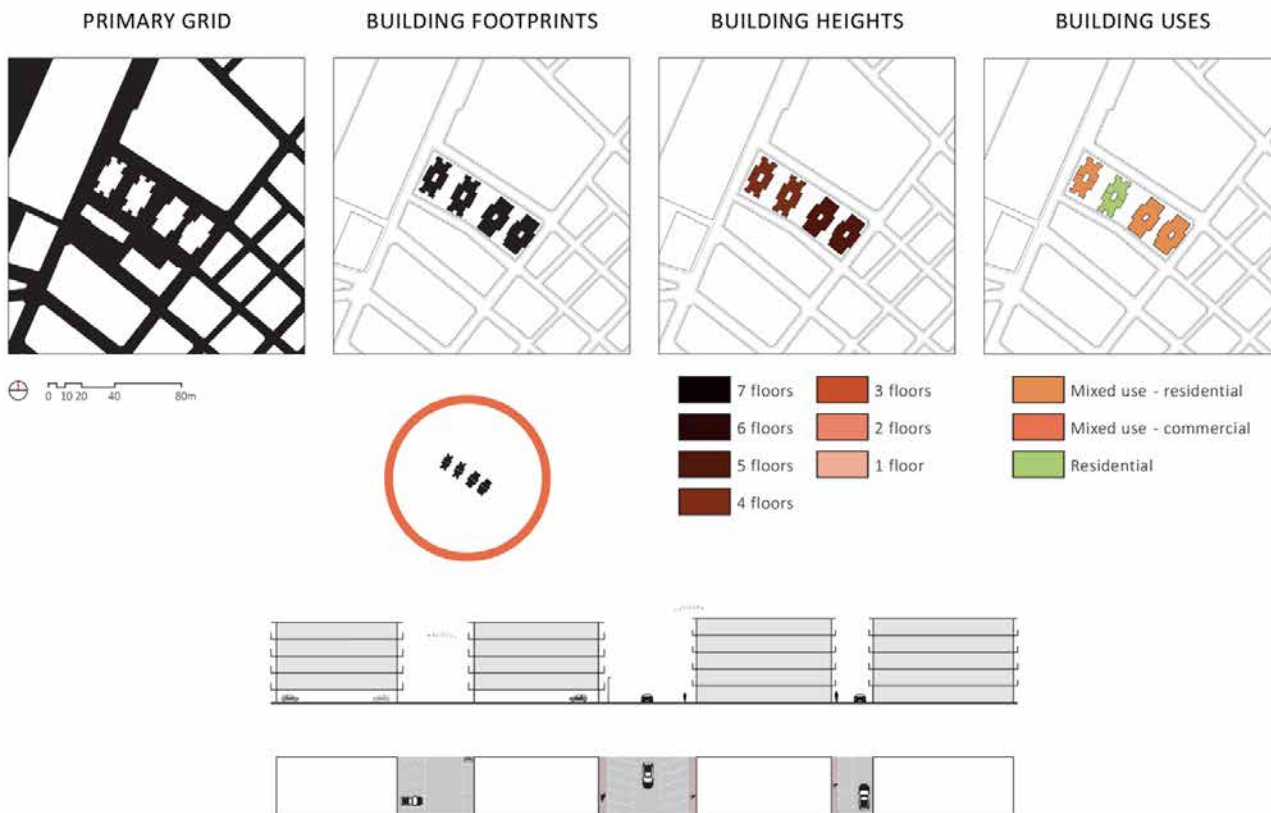 PRIMARY GRID
BUILDING FOOTPRINTS
BUILDING HEIGHTS
BUILDING USES
0 10 20 40 80m
7 floors
6 floors
5 floors
4 floors
3 floors
2 floors
1 floor
Mixed use - residential
Mixed use - commercial
Residential